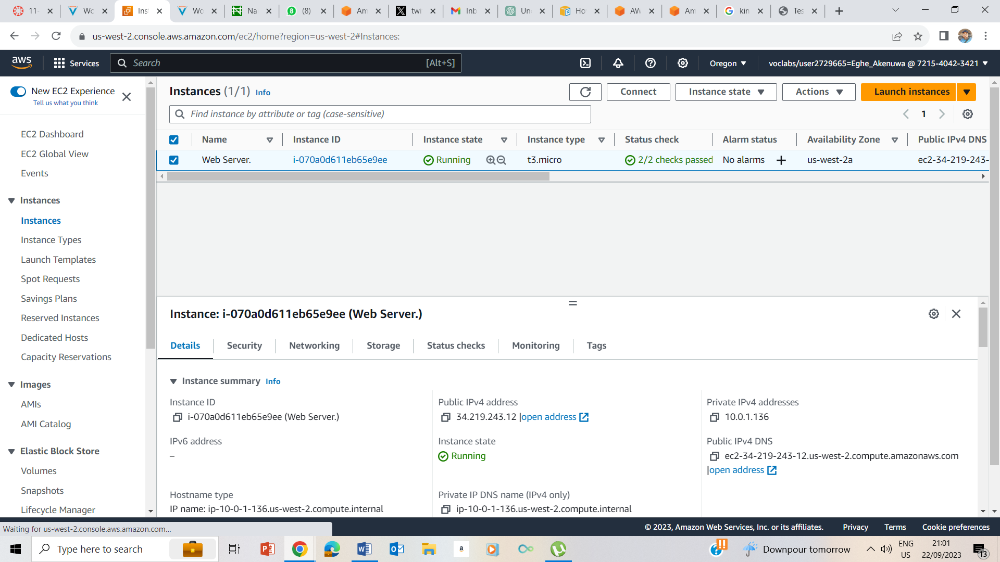 11-
Wo
Ins
Wo
Nai
(8)
Am
twi
Inb
Un
Ho
AW
Am
kin
Tes
us-west-2.console.aws.amazon.com/ec2/home?region=us-west-2#Instances:
aws
Services
Search
[Alt+S]
Oregon
voclabs/user2729665=Eghe_Akenuwa @ 7215-4042-3421
New EC2 Experience
Tell us what you think
EC2 Dashboard
EC2 Global View
Events
Instances
Instances
Instance Types
Launch Templates
Spot Requests
Savings Plans
Reserved Instances
Dedicated Hosts
Capacity Reservations
Images
AMIs
AMI Catalog
Elastic Block Store
Volumes
Snapshots
Lifecycle Manager
Instances (1/1) Info
Connect
Instance state
Actions
Launch instances
Find instance by attribute or tag (case-sensitive)
1
Name
Instance ID
Instance state
Instance type
Status check
Alarm status
Availability Zone
Public IPv4 DNS
Web Server.
i-070a0d611eb65e9ee
Running
t3.micro
2/2 checks passed
No alarms
us-west-2a
ec2-34-219-243-
Instance: i-070a0d611eb65e9ee (Web Server.)
Details
Security
Networking
Storage
Status checks
Monitoring
Tags
Instance summary Info
Instance ID
i-070a0d611eb65e9ee (Web Server.)
Public IPv4 address
34.219.243.12 |open address
Private IPv4 addresses
10.0.1.136
IPv6 address
–
Instance state
Running
Public IPv4 DNS
ec2-34-219-243-12.us-west-2.compute.amazonaws.com
|open address
Hostname type
IP name: ip-10-0-1-136.us-west-2.compute.internal
Private IP DNS name (IPv4 only)
ip-10-0-1-136.us-west-2.compute.internal
Waiting for us-west-2.console.aws.amazon.com...
© 2023, Amazon Web Services, Inc. or its affiliates.
Privacy
Terms
Cookie preferences
Type here to search
Downpour tomorrow
ENG
US
21:01
22/09/2023
13